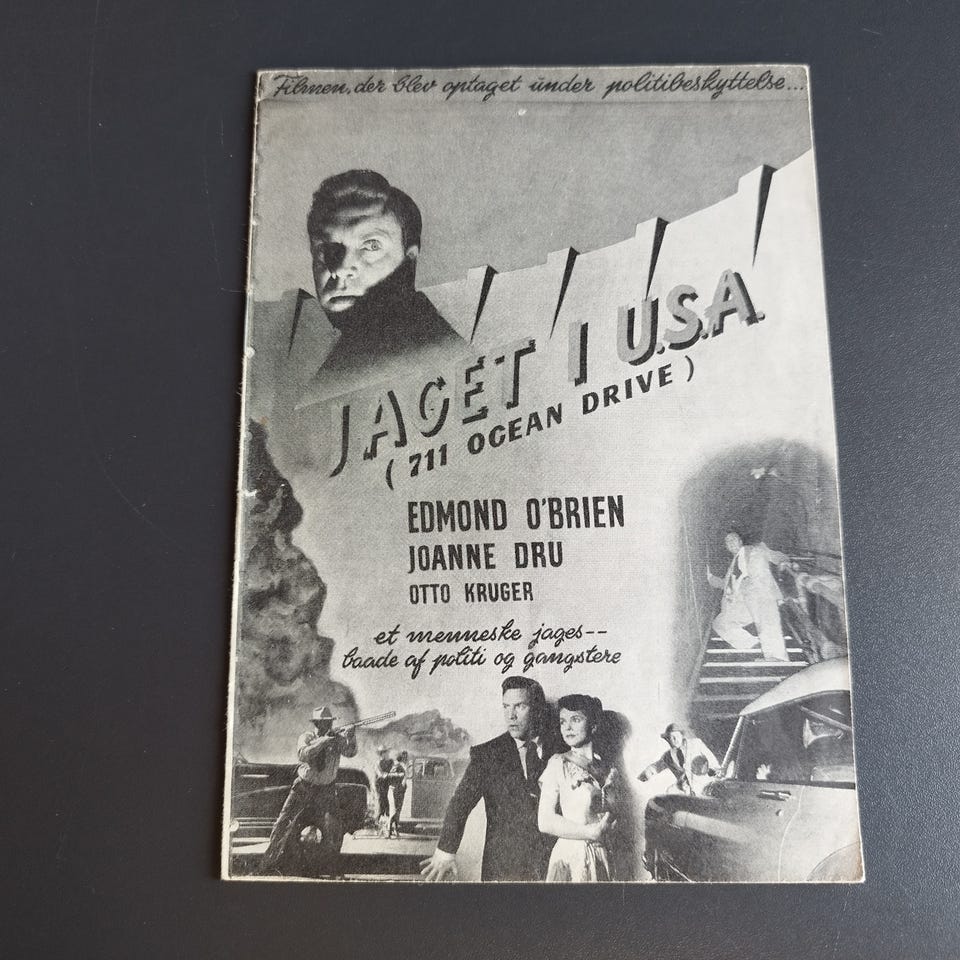 Filmen, der blev optaget under politibeskyttelse...
JAGET I U.S.A.
( 711 OCEAN DRIVE )
EDMOND O'BRIEN
JOANNE DRU
OTTO KRUGER
et menneske jages--
baade af politi og gangstere